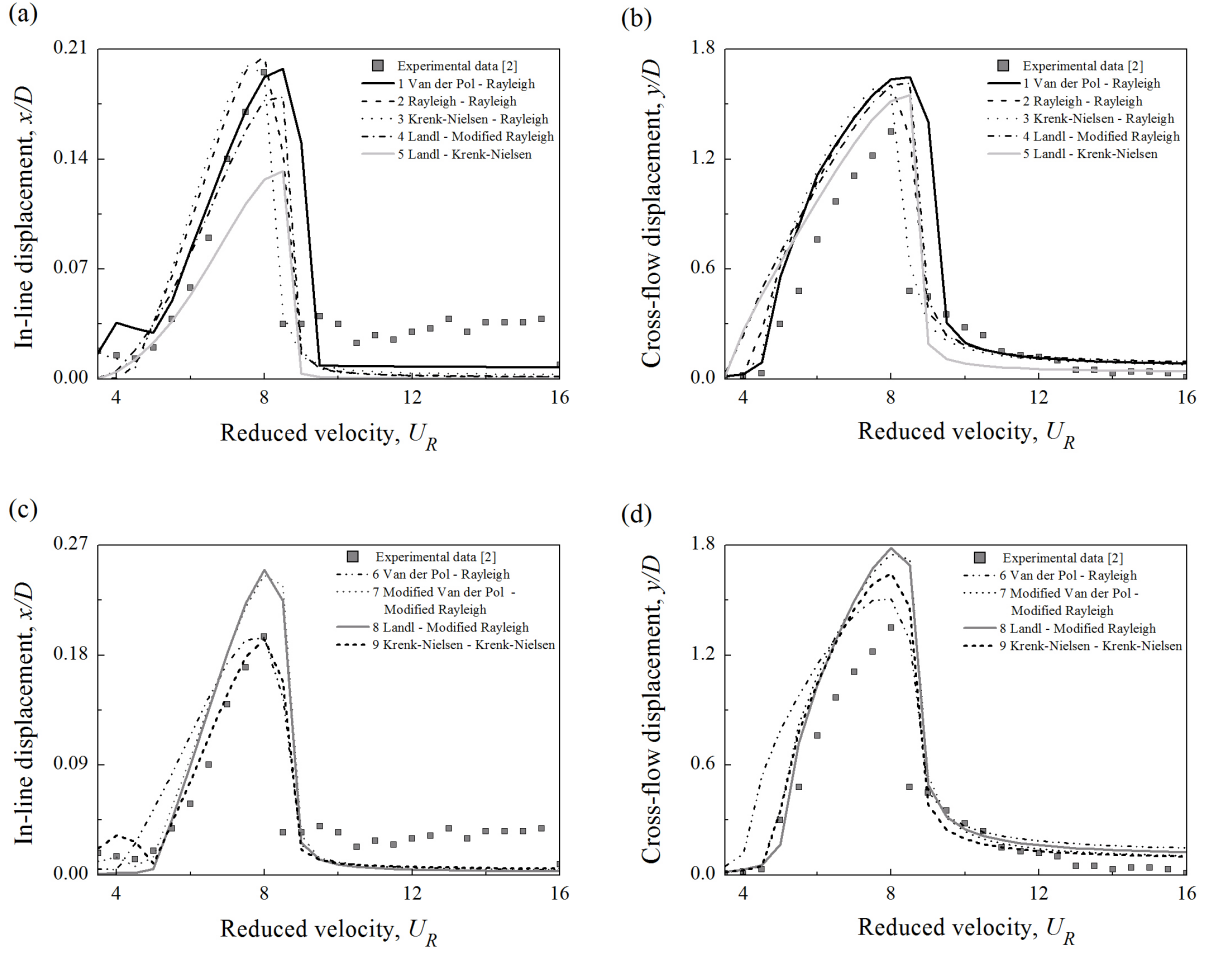 (a)
0.21
0.14
0.07
0.00
4
8
12
16
In-line displacement, x/D
Reduced velocity, U_R
Experimental data [2]
1 Van der Pol - Rayleigh
2 Rayleigh - Rayleigh
3 Krenk-Nielsen - Rayleigh
4 Landl - Modified Rayleigh
5 Landl - Krenk-Nielsen
(b)
1.8
1.2
0.6
0.0
4
8
12
16
Cross-flow displacement, y/D
Reduced velocity, U_R
Experimental data [2]
1 Van der Pol - Rayleigh
2 Rayleigh - Rayleigh
3 Krenk-Nielsen - Rayleigh
4 Landl - Modified Rayleigh
5 Landl - Krenk-Nielsen
(c)
0.27
0.18
0.09
0.00
4
8
12
16
In-line displacement, x/D
Reduced velocity, U_R
Experimental data [2]
6 Van der Pol - Rayleigh
7 Modified Van der Pol -
Modified Rayleigh
8 Landl - Modified Rayleigh
9 Krenk-Nielsen - Krenk-Nielsen
(d)
1.8
1.2
0.6
0.0
4
8
12
16
Cross-flow displacement, y/D
Reduced velocity, U_R
Experimental data [2]
6 Van der Pol - Rayleigh
7 Modified Van der Pol -
Modified Rayleigh
8 Landl - Modified Rayleigh
9 Krenk-Nielsen - Krenk-Nielsen